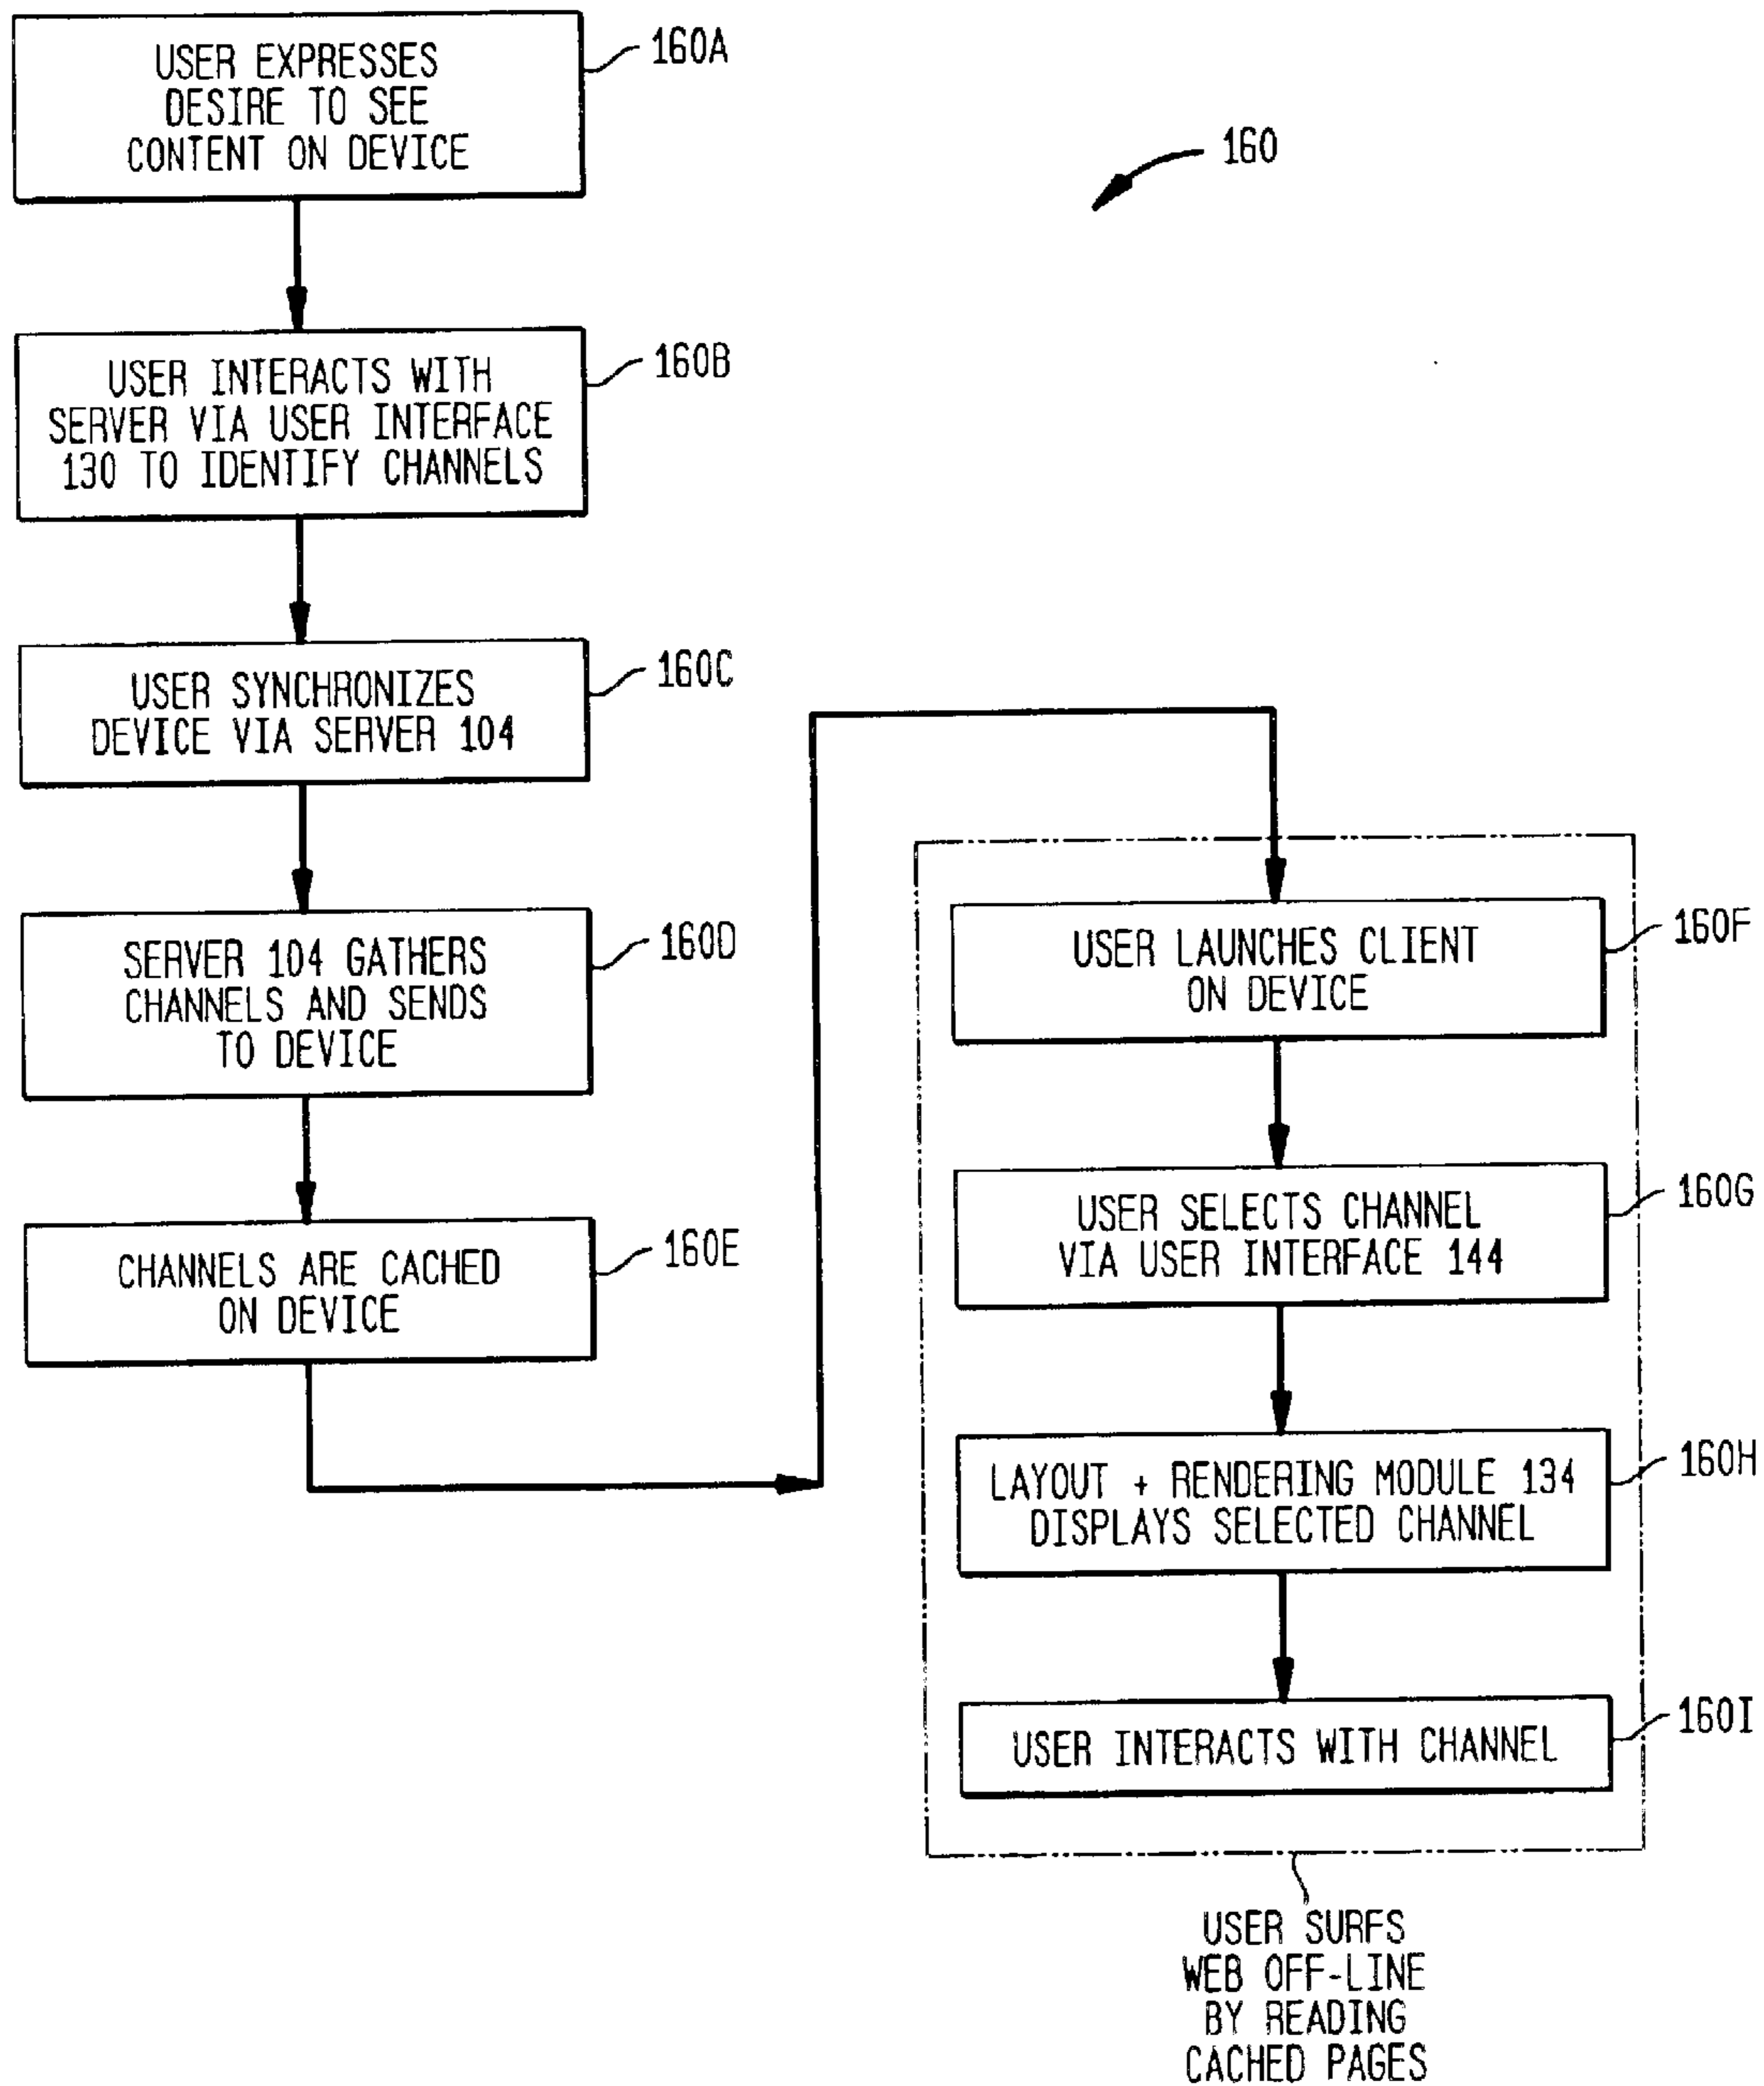 USER EXPRESSES
DESIRE TO SEE
CONTENT ON DEVICE
160A
160
USER INTERACTS WITH
SERVER VIA USER INTERFACE
130 TO IDENTIFY CHANNELS
160B
USER SYNCHRONIZES
DEVICE VIA SERVER 104
160C
SERVER 104 GATHERS
CHANNELS AND SENDS
TO DEVICE
160D
CHANNELS ARE CACHED
ON DEVICE
160E
USER LAUNCHES CLIENT
ON DEVICE
160F
USER SELECTS CHANNEL
VIA USER INTERFACE 144
160G
LAYOUT + RENDERING MODULE 134
DISPLAYS SELECTED CHANNEL
160H
USER INTERACTS WITH CHANNEL
160I
USER SURFS
WEB OFF-LINE
BY READING
CACHED PAGES